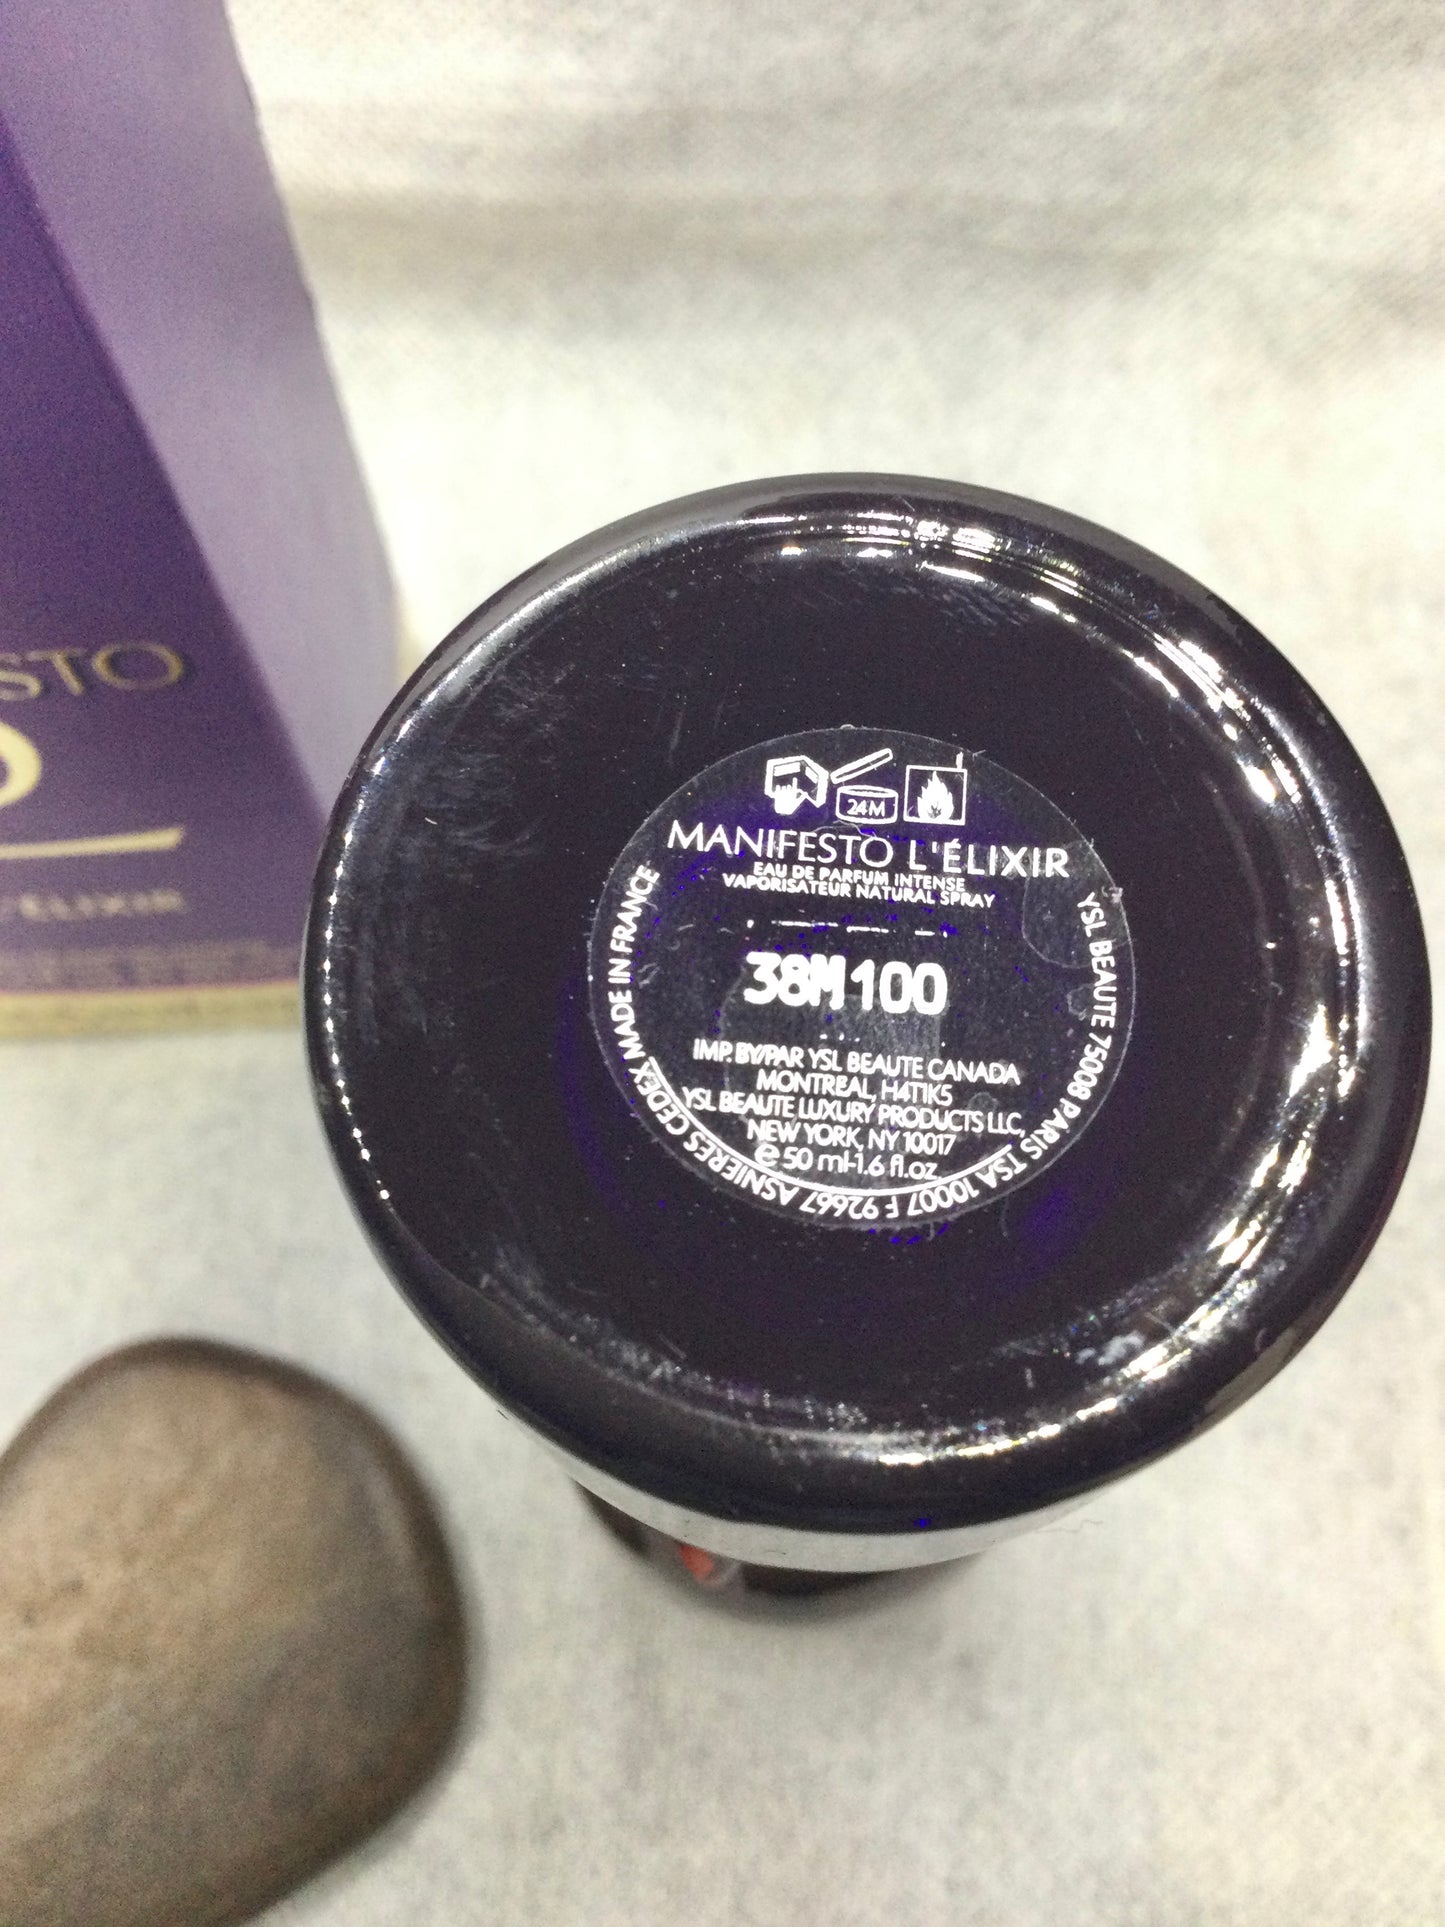 STO
ÉLIXIR
24M
MANIFESTO L'ÉLIXIR
EAU DE PARFUM INTENSE
VAPORISATEUR NATURAL SPRAY
38M100
IMP. BY/PAR YSL BEAUTE CANADA
MONTREAL, H4T1K5
YSL BEAUTE LUXURY PRODUCTS LLC,
NEW YORK, NY 10017
e 50 ml-1.6 fl.oz
YSL BEAUTE 75008 PARIS TSA 10007 F 92667 ASNIERES CEDEX MADE IN FRANCE